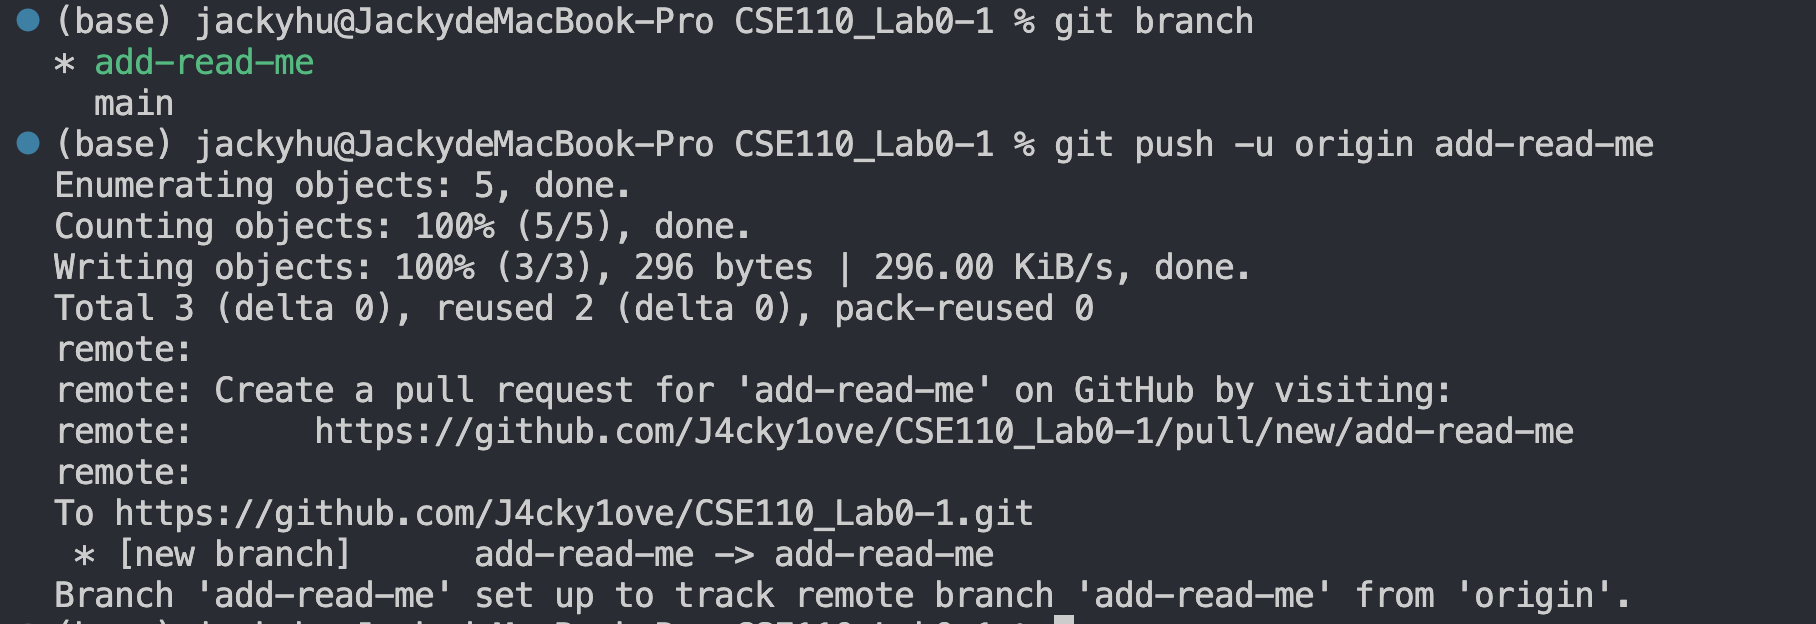 (base) jackyhu@JackydeMacBook-Pro CSE110_Lab0-1 % git branch
* add-read-me
  main
(base) jackyhu@JackydeMacBook-Pro CSE110_Lab0-1 % git push -u origin add-read-me
Enumerating objects: 5, done.
Counting objects: 100% (5/5), done.
Writing objects: 100% (3/3), 296 bytes | 296.00 KiB/s, done.
Total 3 (delta 0), reused 2 (delta 0), pack-reused 0
remote:
remote: Create a pull request for 'add-read-me' on GitHub by visiting:
remote:      https://github.com/J4cky1ove/CSE110_Lab0-1/pull/new/add-read-me
remote:
To https://github.com/J4cky1ove/CSE110_Lab0-1.git
 * [new branch]      add-read-me -> add-read-me
Branch 'add-read-me' set up to track remote branch 'add-read-me' from 'origin'.